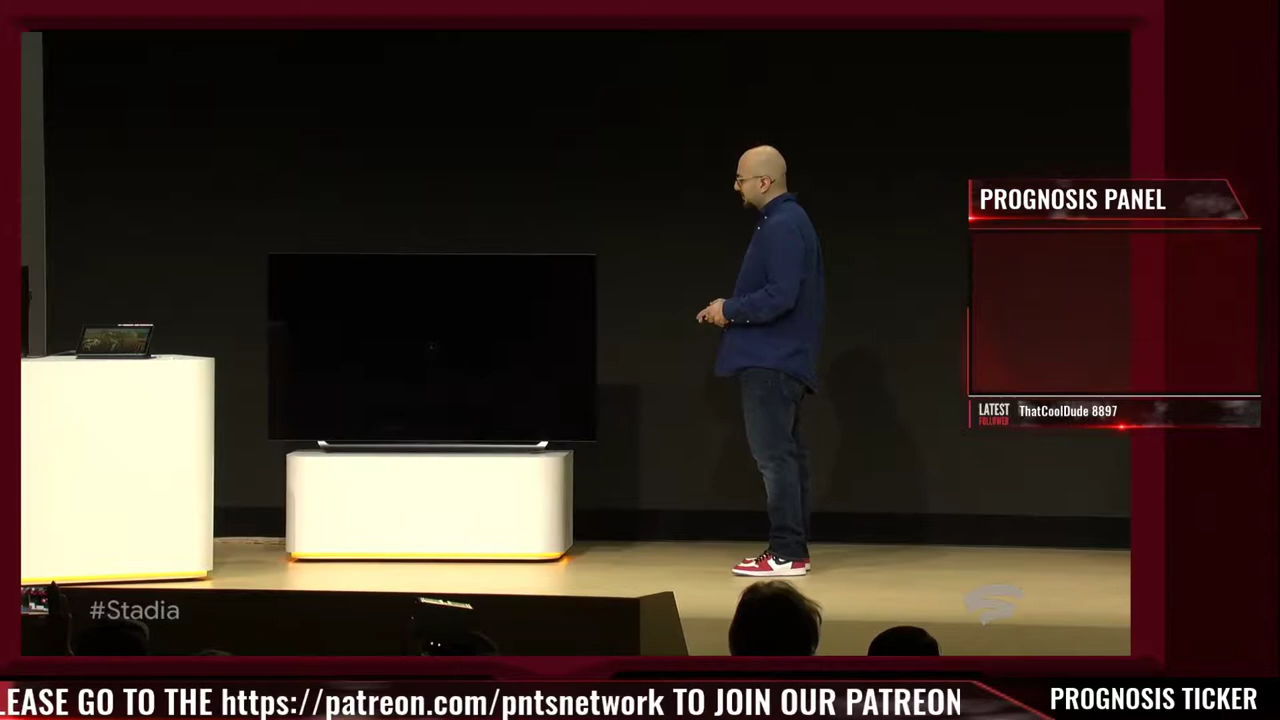 PROGNOSIS PANEL
LATEST
FOLLOWER
ThatCoolDude 8897
#Stadia
EASE GO TO THE https://patreon.com/pntsnetwork TO JOIN OUR PATREON
PROGNOSIS TICKER